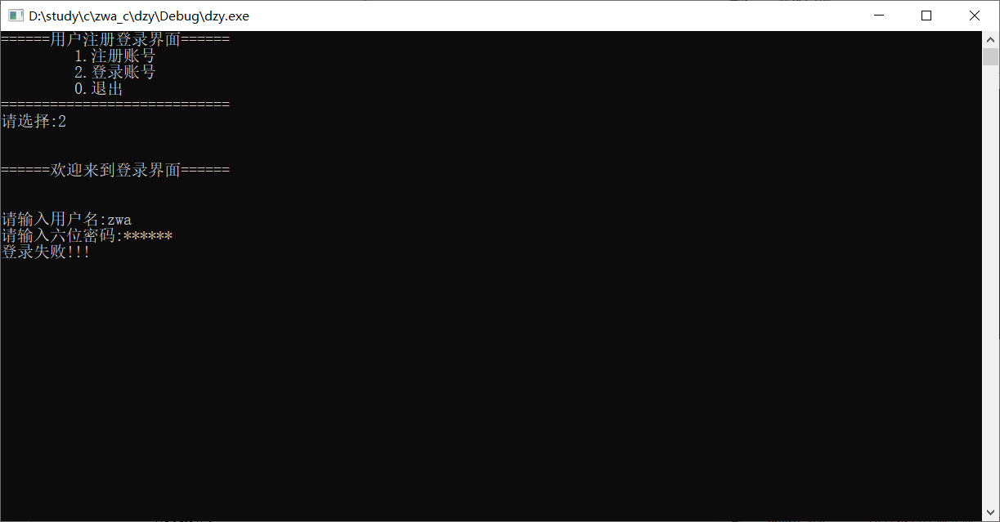 D:\study\c\zwa_c\dzy\Debug\dzy.exe
======用户注册登录界面======
1.注册账号
2.登录账号
0.退出
============================
请选择:2
======欢迎来到登录界面======
请输入用户名:zwa
请输入六位密码:******
登录失败!!!